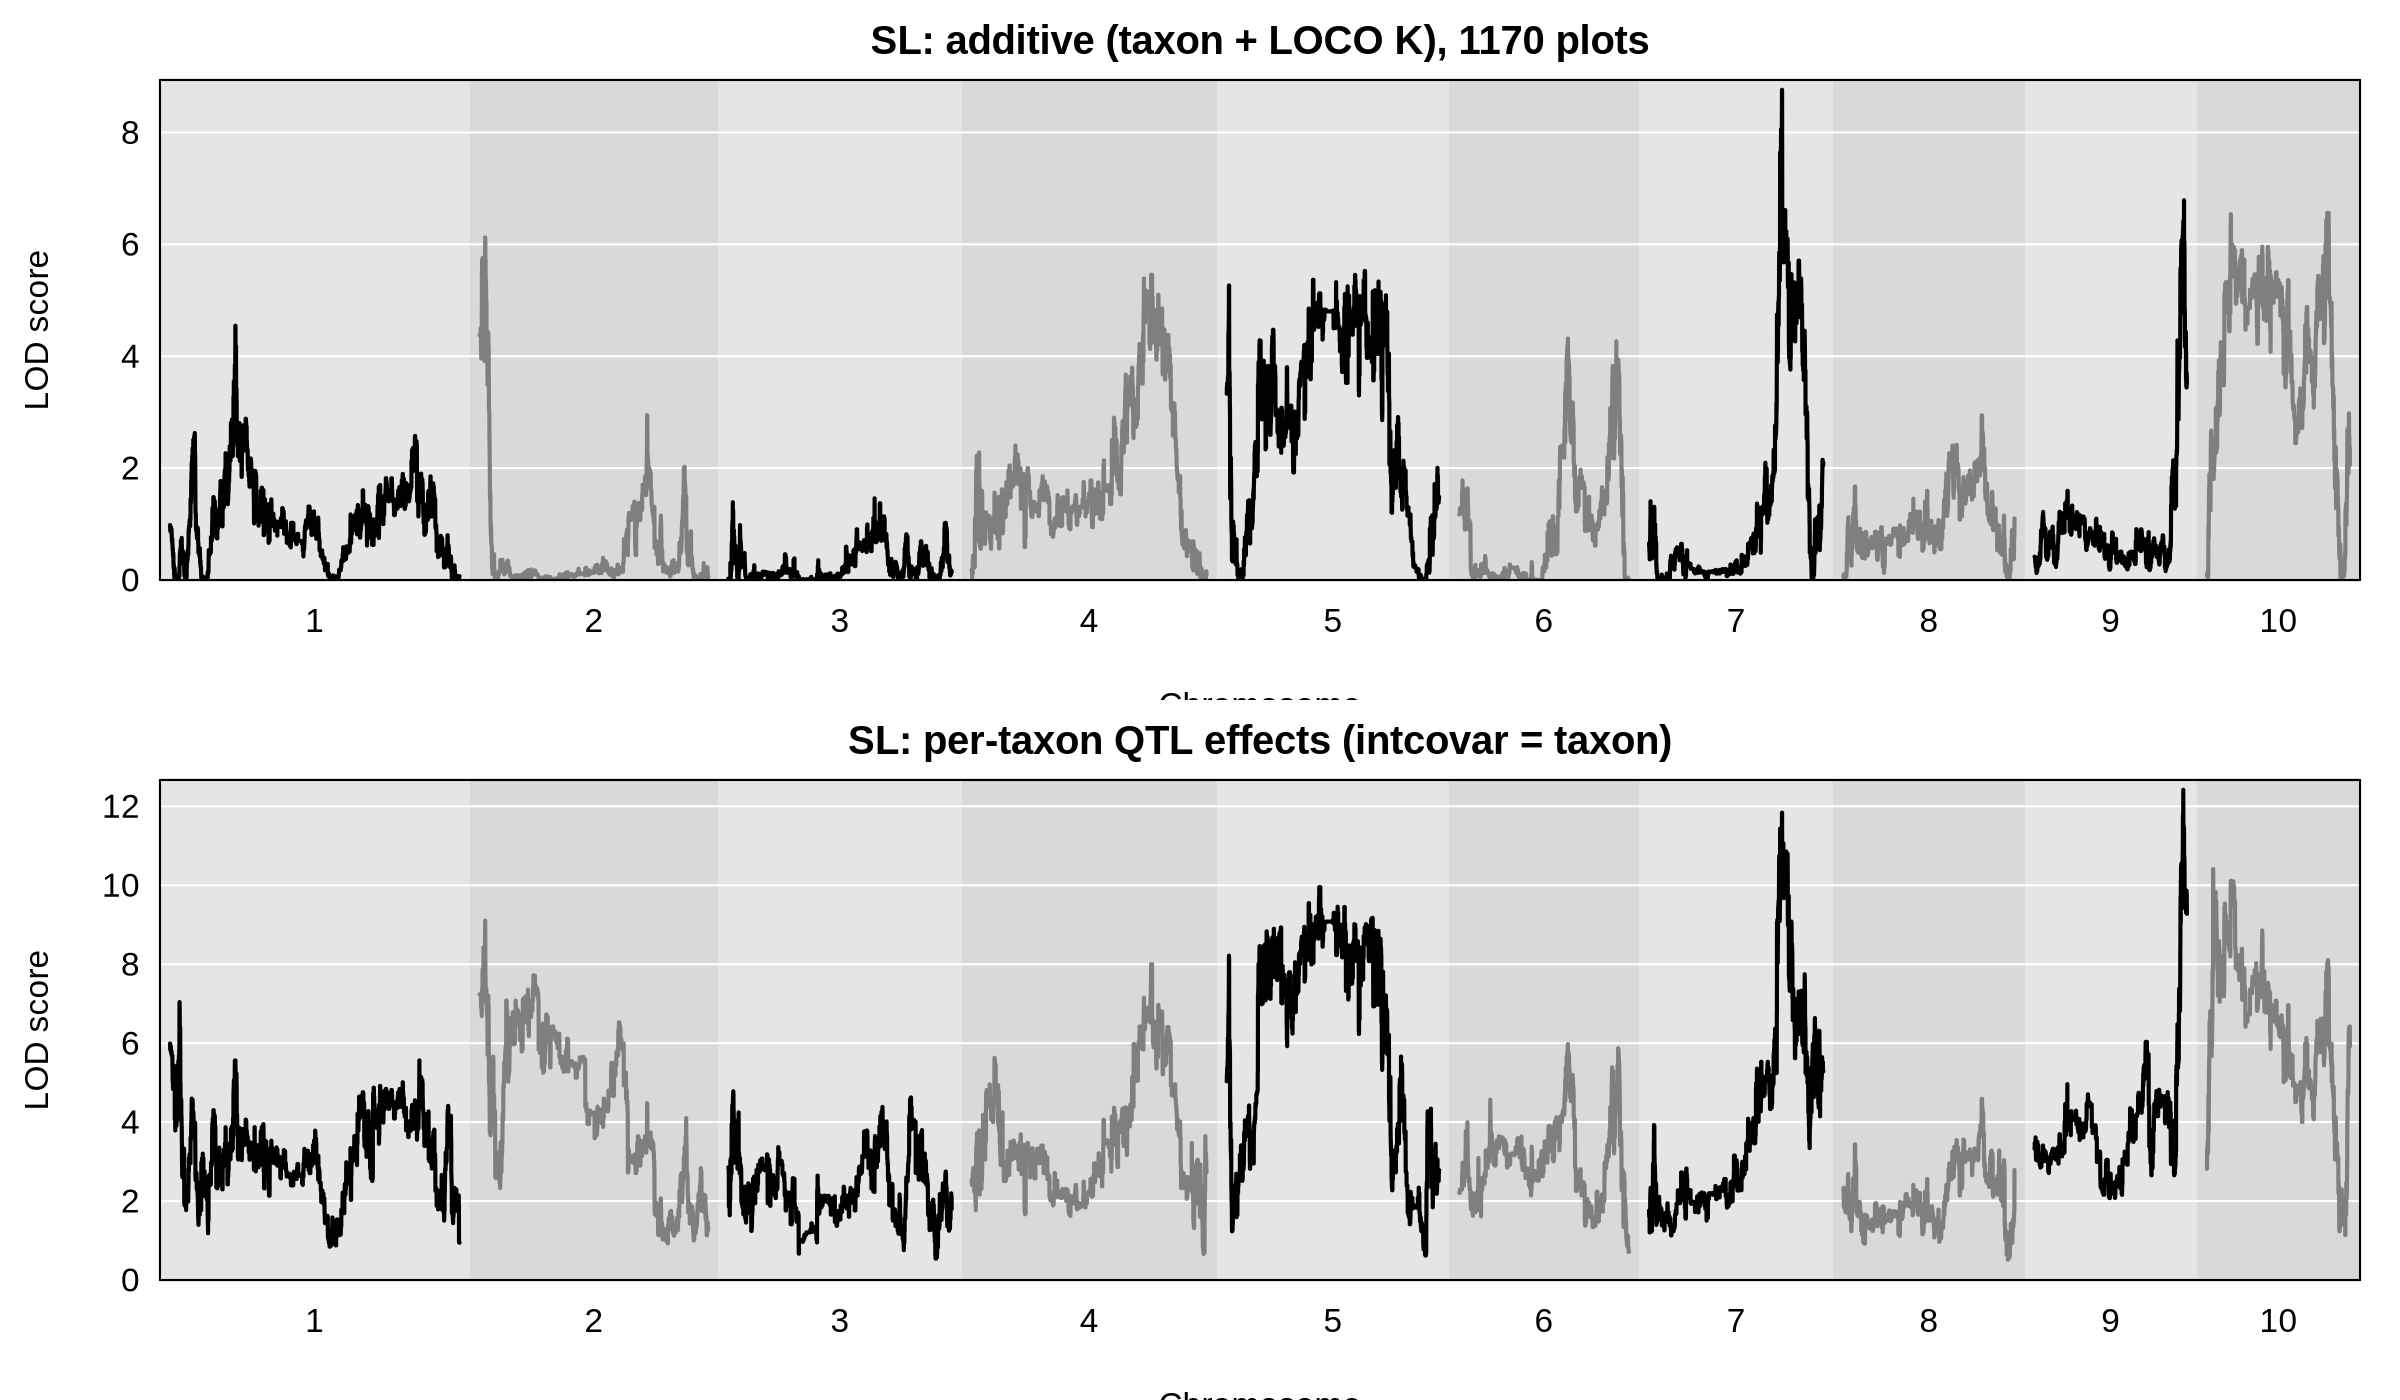 SL: additive (taxon + LOCO K), 1170 plots
LOD score
8
6
4
2
0
1 2 3 4 5 6 7 8 9 10
Chromosome
SL: per-taxon QTL effects (intcovar = taxon)
LOD score
12
10
8
6
4
2
0
1 2 3 4 5 6 7 8 9 10
Chromosome